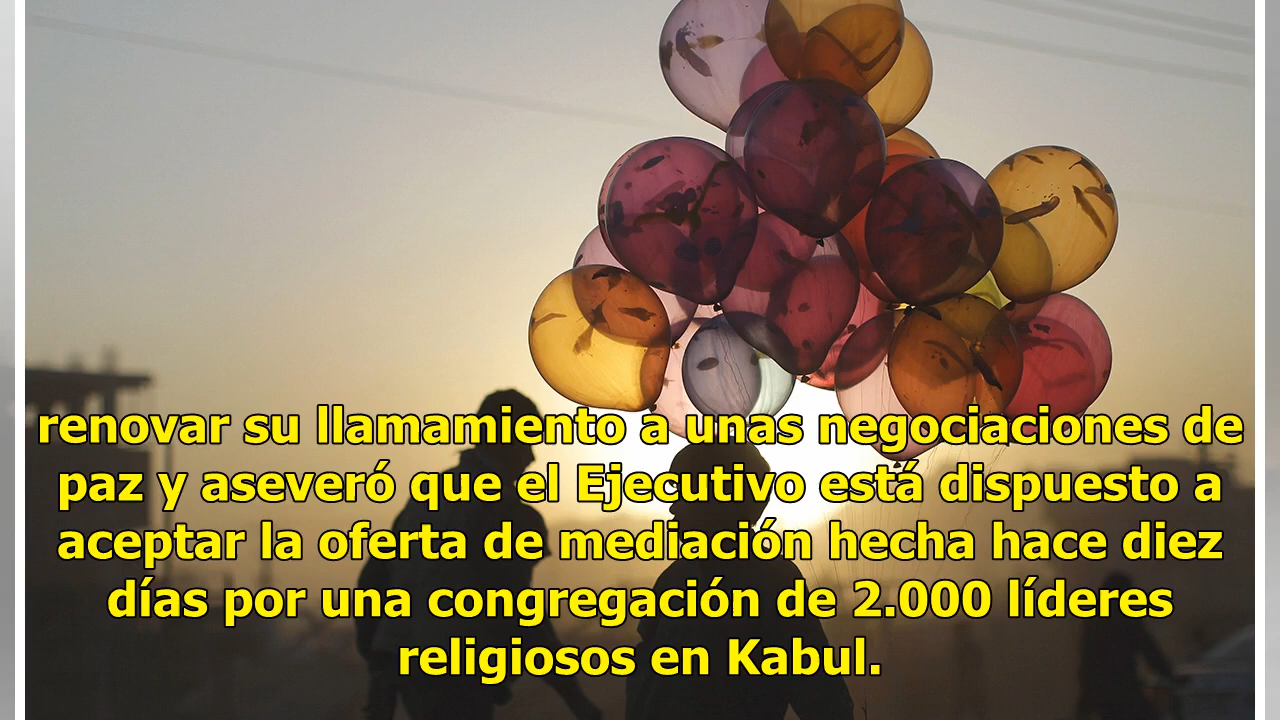 renovar su llamamiento a unas negociaciones de
paz y aseveró que el Ejecutivo está dispuesto a
aceptar la oferta de mediación hecha hace diez
días por una congregación de 2.000 líderes
religiosos en Kabul.